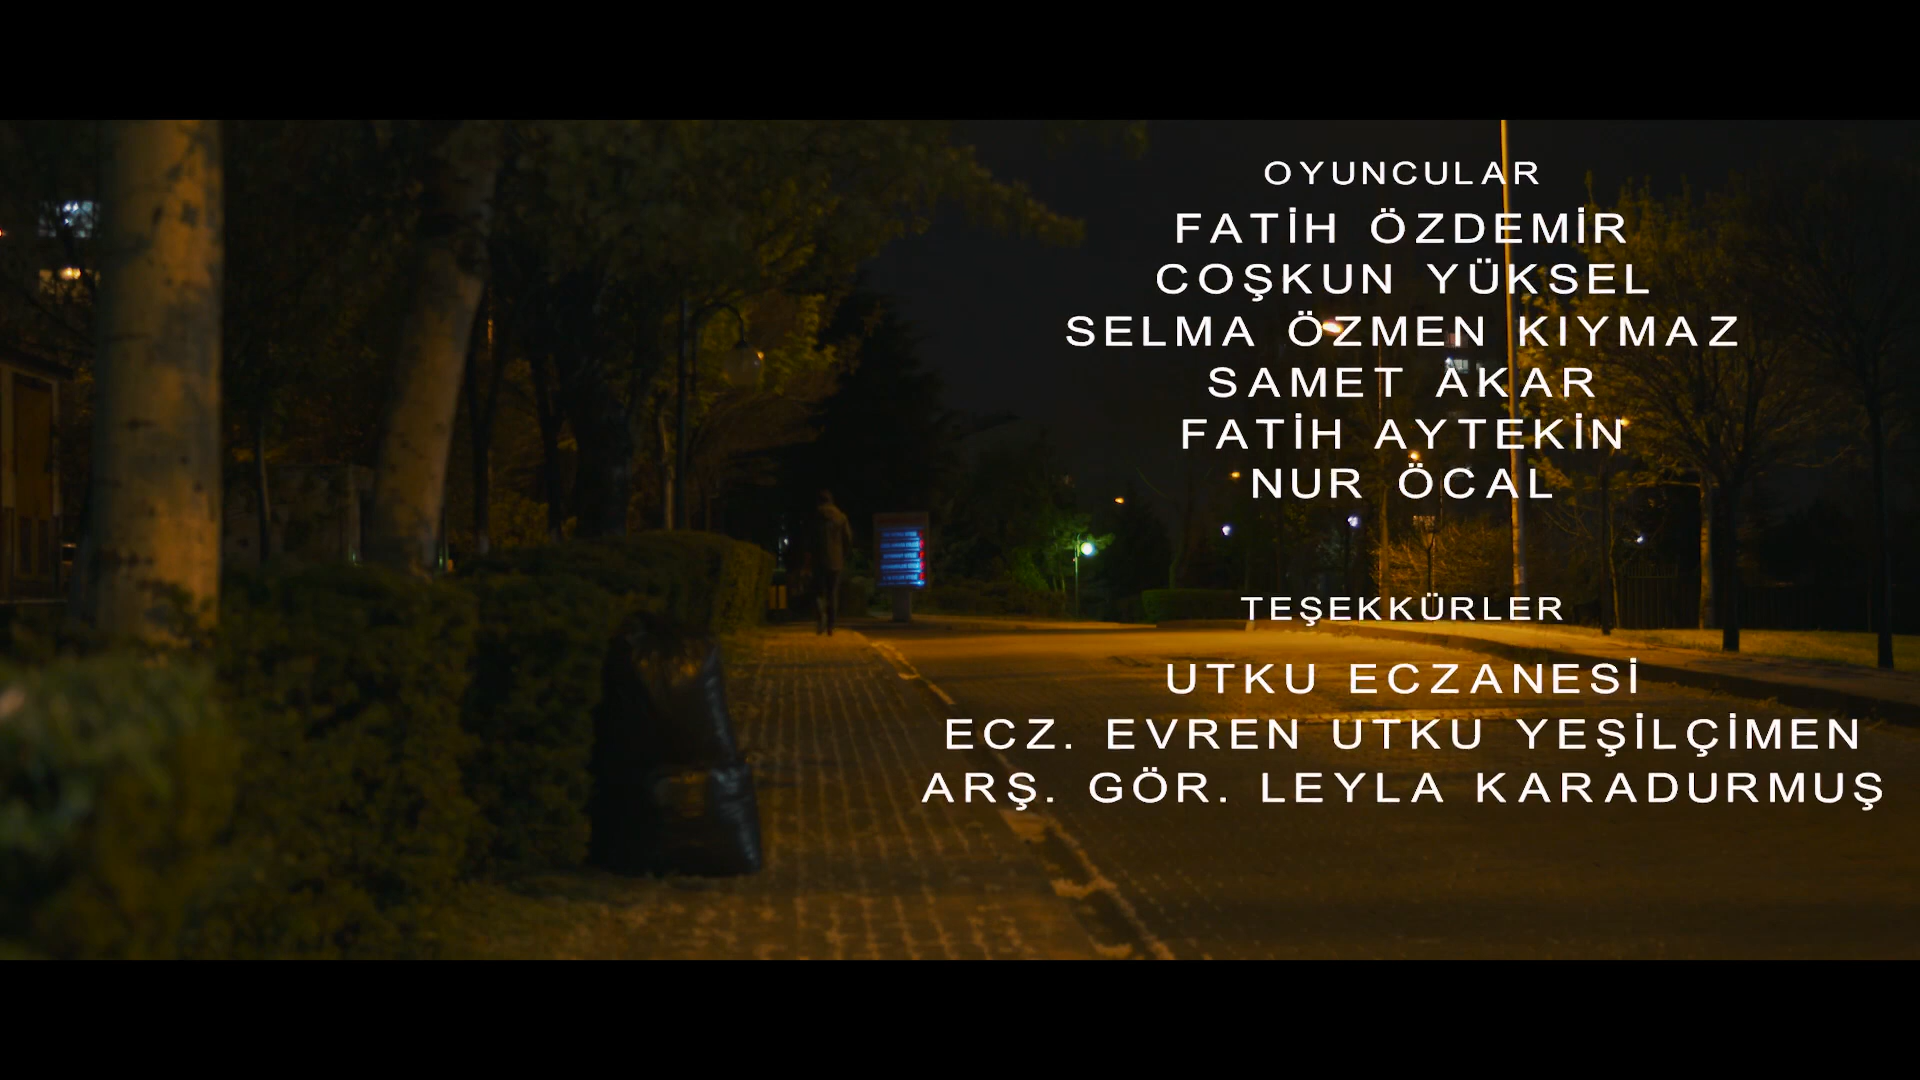 OYUNCULAR
FATİH ÖZDEMİR
COŞKUN YÜKSEL
SELMA ÖZMEN KIYMAZ
SAMET AKAR
FATİH AYTEKİN
NUR ÖCAL
TEŞEKKÜRLER
UTKU ECZANESİ
ECZ. EVREN UTKU YEŞİLÇİMEN
ARŞ. GÖR. LEYLA KARADURMUŞ